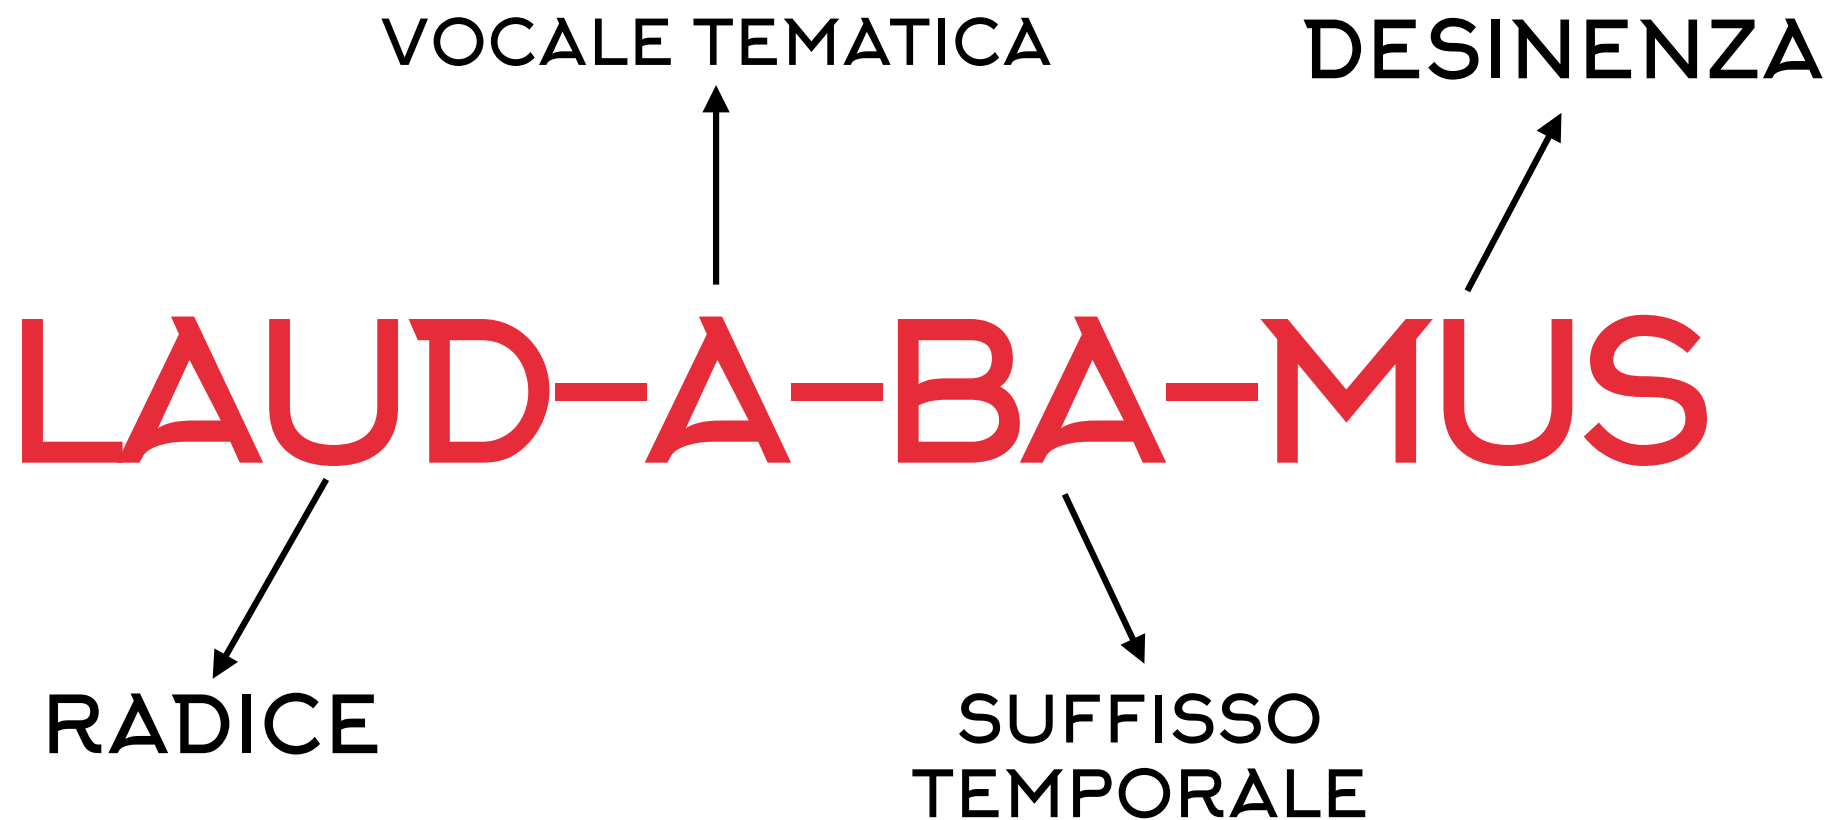 VOCALE TEMATICA
DESINENZA
LAUD-A-BA-MUS
RADICE
SUFFISSO
TEMPORALE